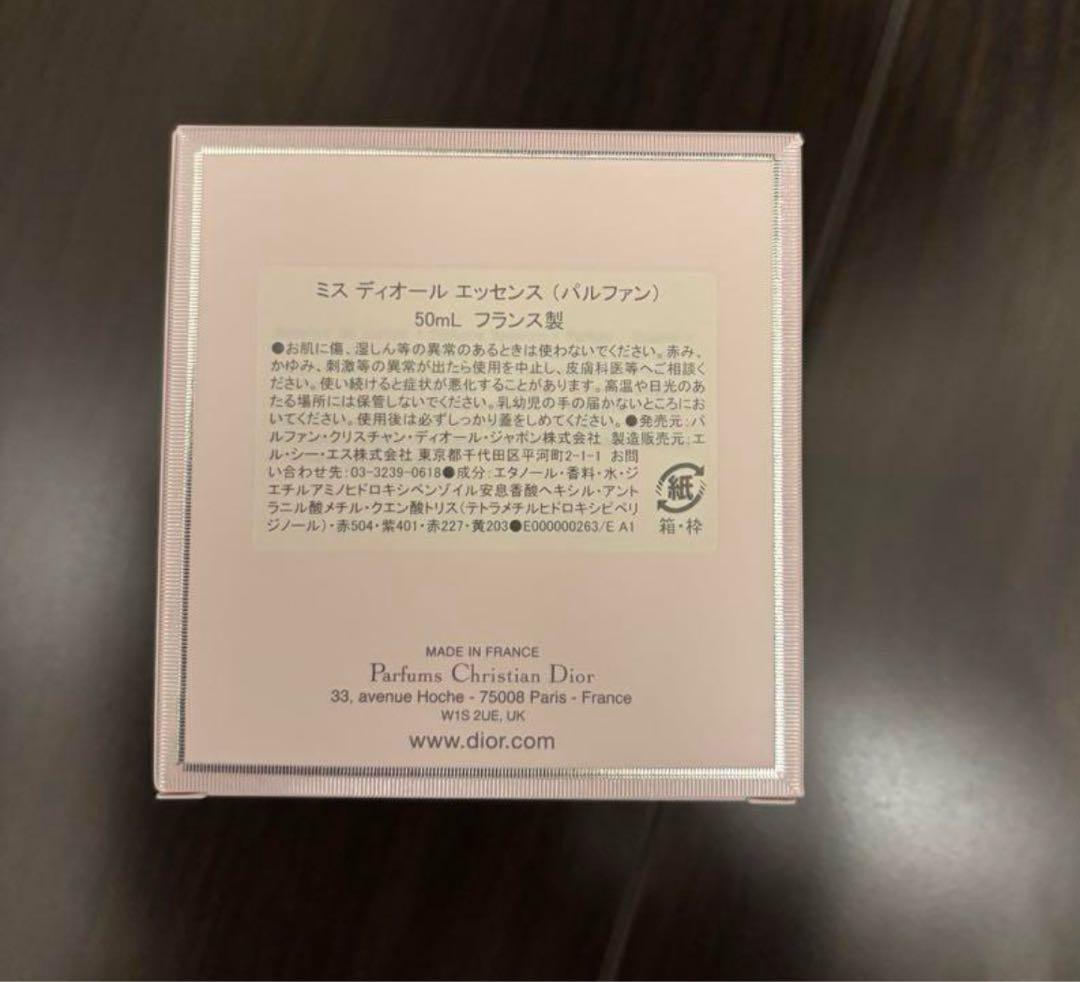 ミス ディオール エッセンス（パルファン）
50mL フランス製
●お肌に傷、湿しん等の異常のあるときは使わないでください。赤み、
かゆみ、刺激等の異常が出たら使用を中止し、皮膚科医等へご相談く
ださい。使い続けると症状が悪化することがあります。高温や日光のあ
たる場所には保管しないでください。乳幼児の手の届かないところにお
いてください。使用後は必ずしっかり蓋をしめてください。●発売元:パ
ルファン・クリスチャン・ディオール・ジャポン株式会社 製造販売元:エ
ル・シー・エス株式会社 東京都千代田区平河町2-1-1 お問
い合わせ先:03-3239-0618●成分:エタノール・香料・水・ジ
エチルアミノヒドロキシベンゾイル安息香酸ヘキシル・アント
ラニル酸メチル・クエン酸トリス(テトラメチルヒドロキシピペリ
ジノール)・赤504・紫401・赤227・黄203●E000000263/E A1
紙
箱・枠
MADE IN FRANCE
Parfums Christian Dior
33, avenue Hoche - 75008 Paris - France
W1S 2UE, UK
www.dior.com